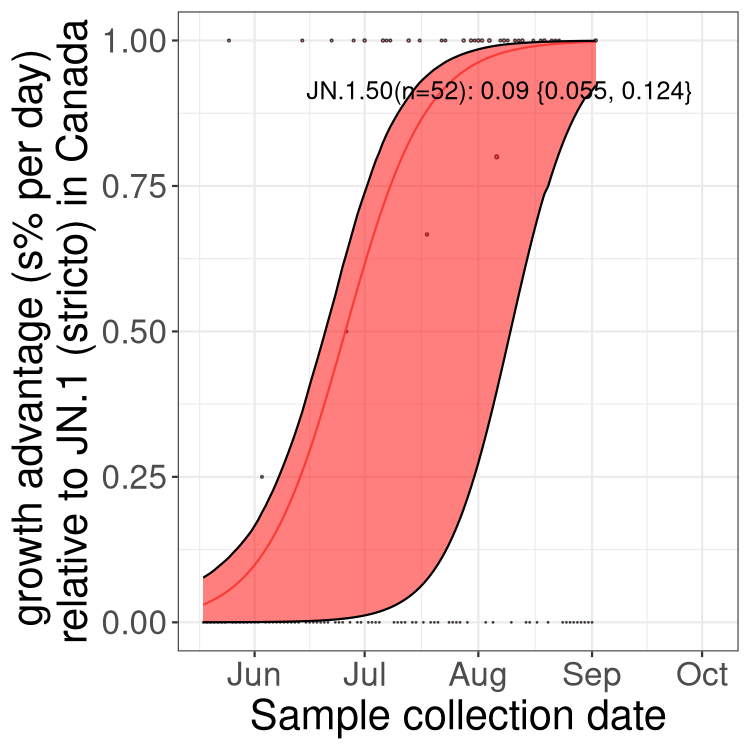 growth advantage (s% per day)
relative to JN.1 (stricto) in Canada
1.00
0.75
0.50
0.25
0.00
JN.1.50(n=52): 0.09 {0.055, 0.124}
Jun Jul Aug Sep Oct
Sample collection date